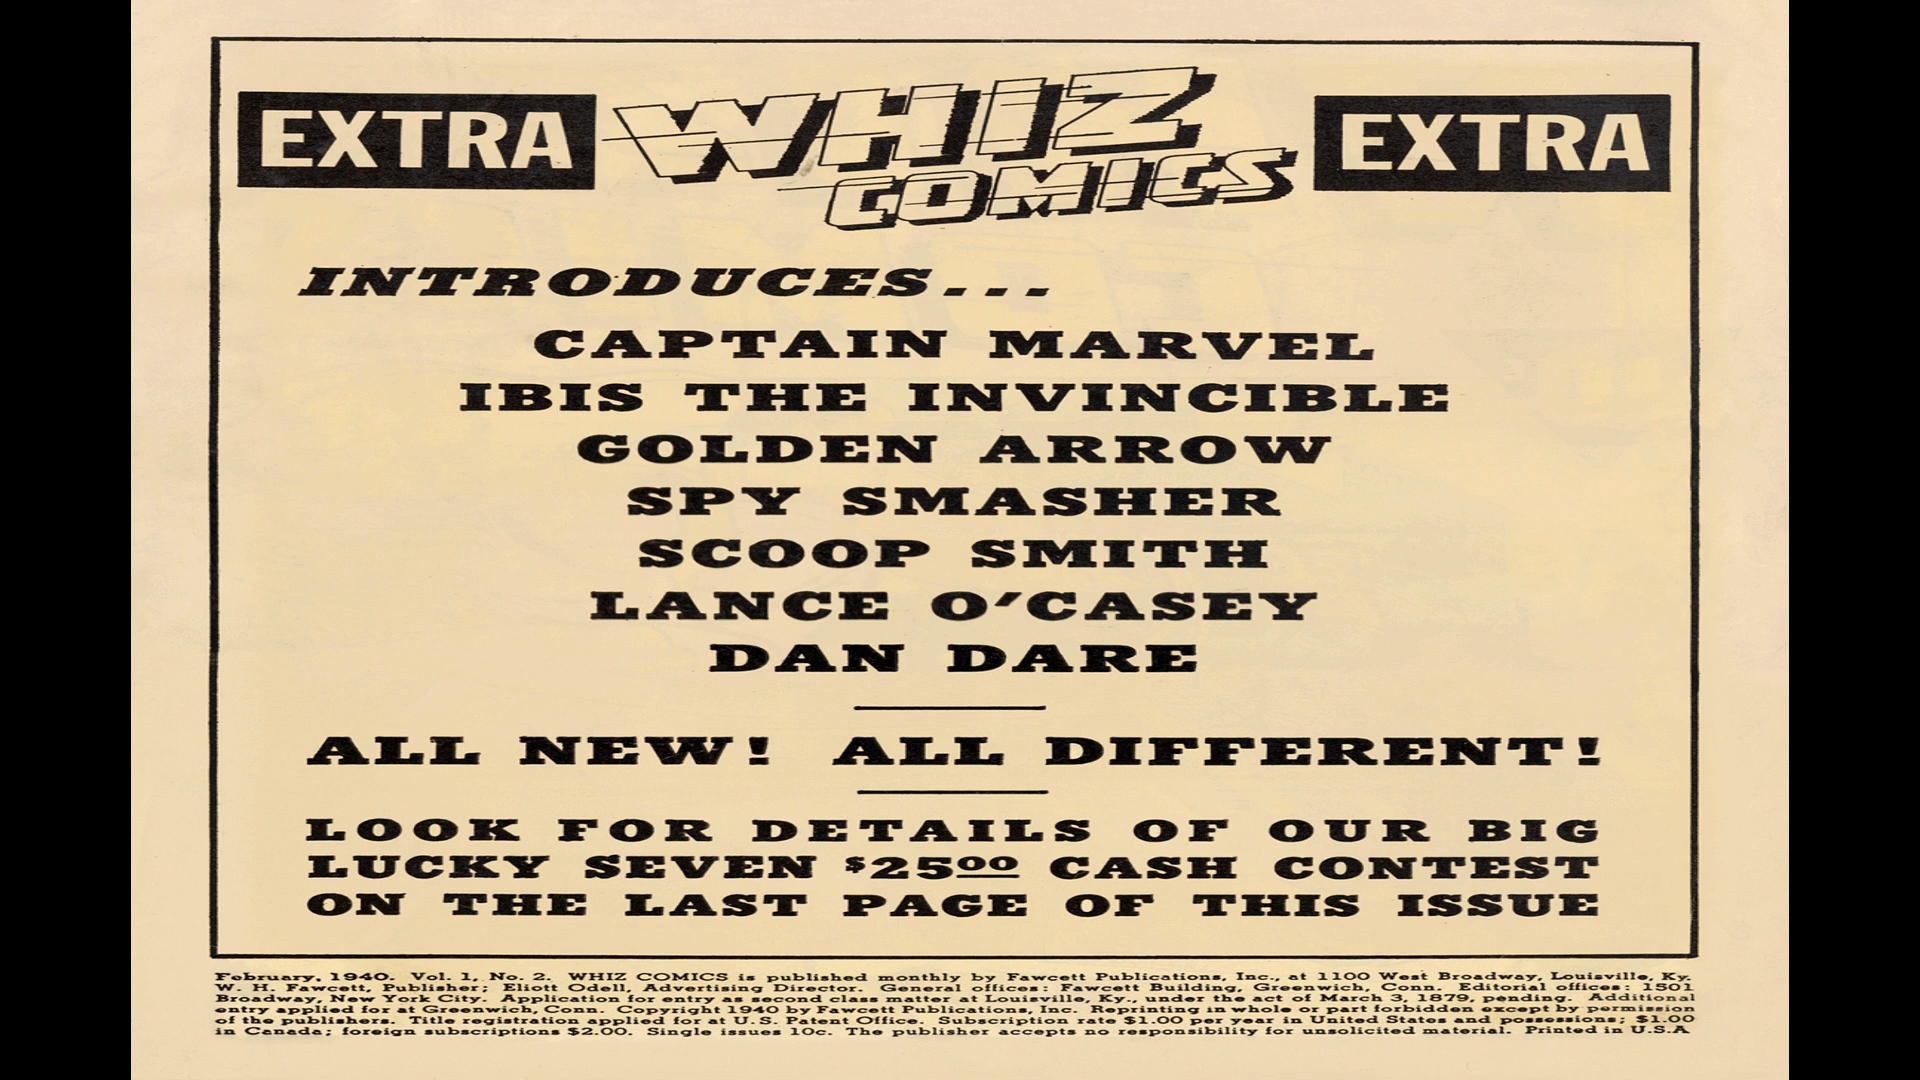 EXTRA WHIZ COMICS EXTRA
INTRODUCES...
CAPTAIN MARVEL
IBIS THE INVINCIBLE
GOLDEN ARROW
SPY SMASHER
SCOOP SMITH
LANCE O'CASEY
DAN DARE
ALL NEW! ALL DIFFERENT!
LOOK FOR DETAILS OF OUR BIG
LUCKY SEVEN $2500 CASH CONTEST
ON THE LAST PAGE OF THIS ISSUE
February, 1940. Vol. 1, No. 2. WHIZ COMICS is published monthly by Fawcett Publications, Inc., at 1100 West Broadway, Louisville, Ky.
W. H. Fawcett, Publisher; Eliott Odell, Advertising Director. General offices: Fawcett Building, Greenwich, Conn. Editorial offices: 1501
Broadway, New York City. Application for entry as second class matter at Louisville, Ky., under the act of March 3, 1879, pending. Additional
entry applied for at Greenwich, Conn. Copyright 1940 by Fawcett Publications, Inc. Reprinting in whole or part forbidden except by permission
of the publishers. Title registration applied for at U.S. Patent Office. Subscription rate $1.00 per year in United States and possessions; $1.00
in Canada; foreign subscriptions $2.00. Single issues 10c. The publisher accepts no responsibility for unsolicited material. Printed in U.S.A